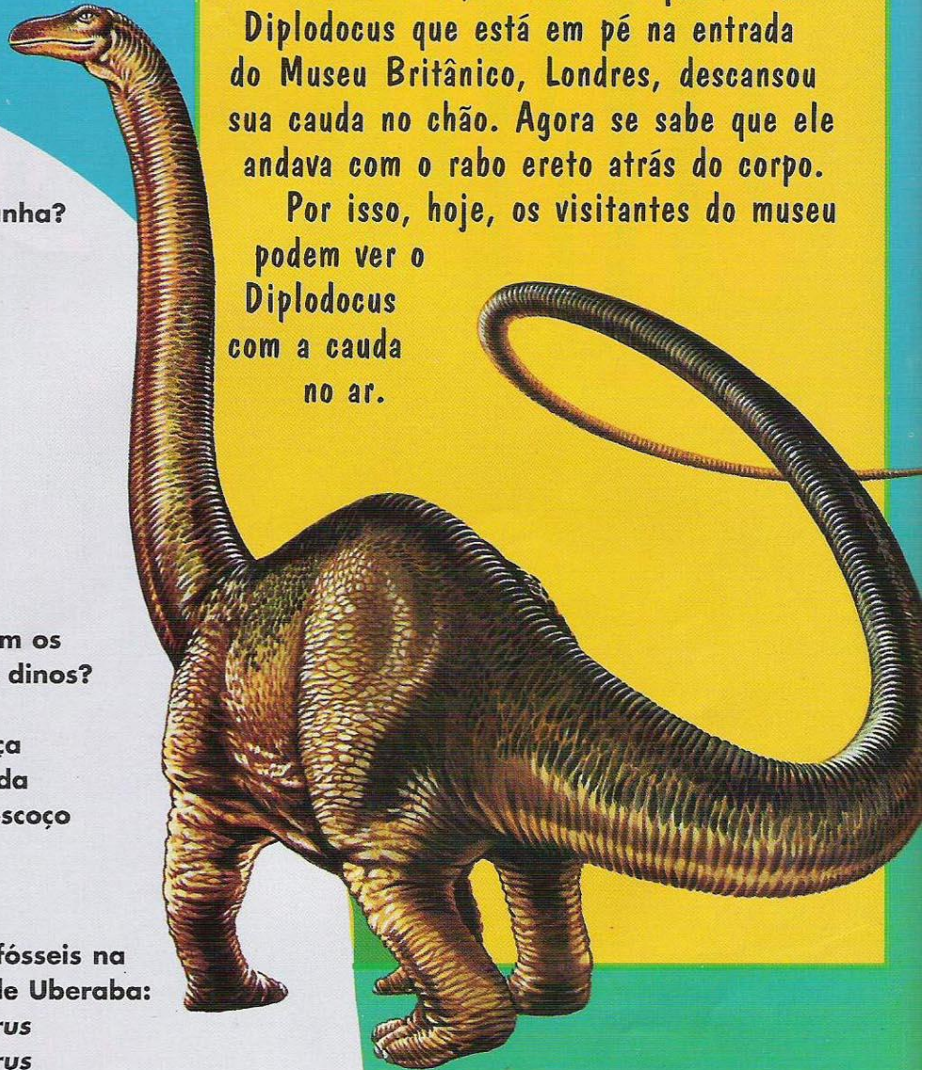 Diplodocus que está em pé na entrada
do Museu Britânico, Londres, descansou
sua cauda no chão. Agora se sabe que ele
andava com o rabo ereto atrás do corpo.
Por isso, hoje, os visitantes do museu
podem ver o
Diplodocus
com a cauda
no ar.
nha?
m os
dinos?
ça
da
scoço
fósseis na
de Uberaba:
rus
rus